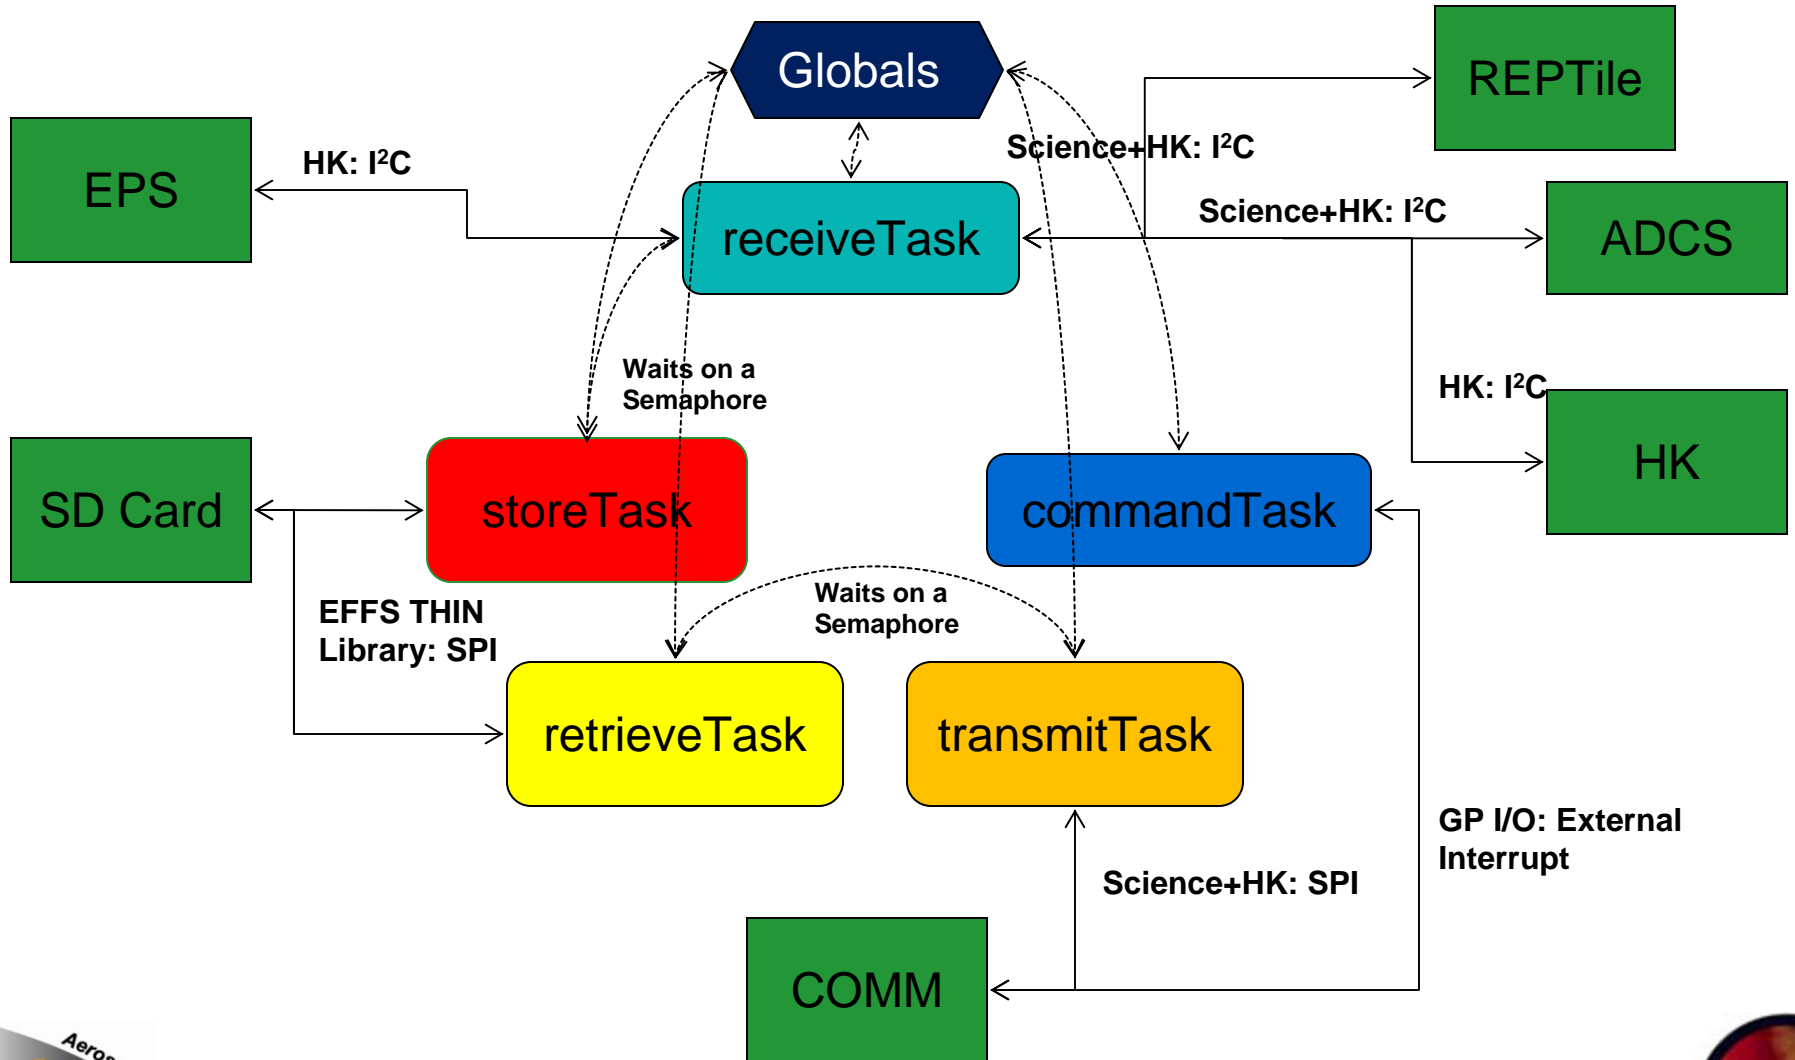 Globals
REPTile
EPS
HK: I²C
Science+HK: I²C
receiveTask
Science+HK: I²C
ADCS
Waits on a
Semaphore
HK: I²C
HK
SD Card
storeTask
commandTask
EFFS THIN
Library: SPI
Waits on a
Semaphore
retrieveTask
transmitTask
GP I/O: External
Interrupt
Science+HK: SPI
COMM